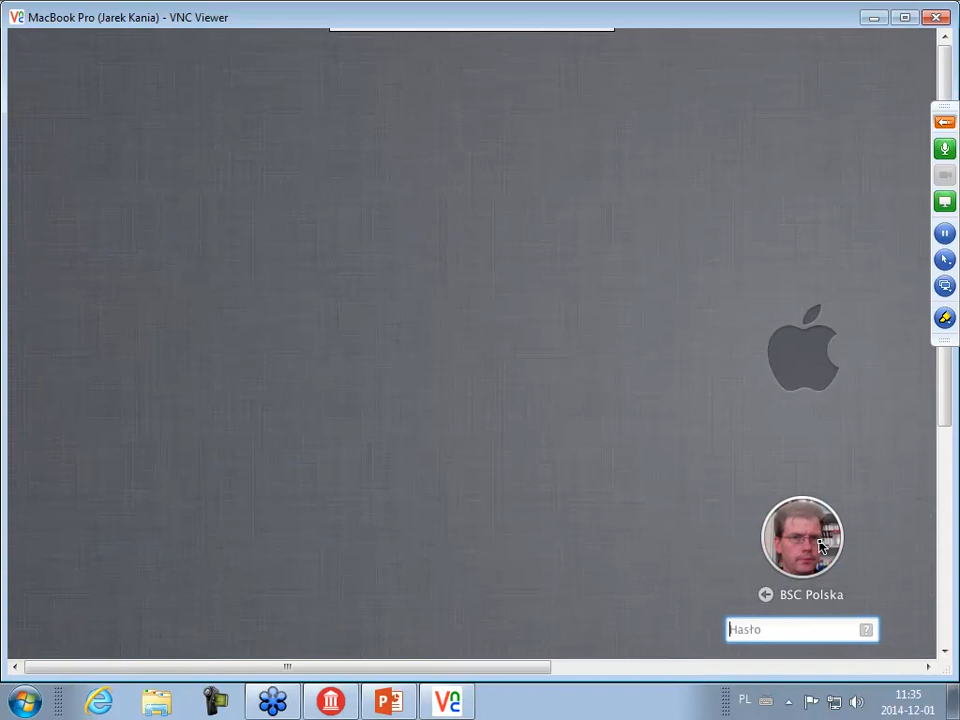 MacBook Pro (Jarek Kania) - VNC Viewer
BSC Polska
Hasło
?
PL
11:35
2014-12-01